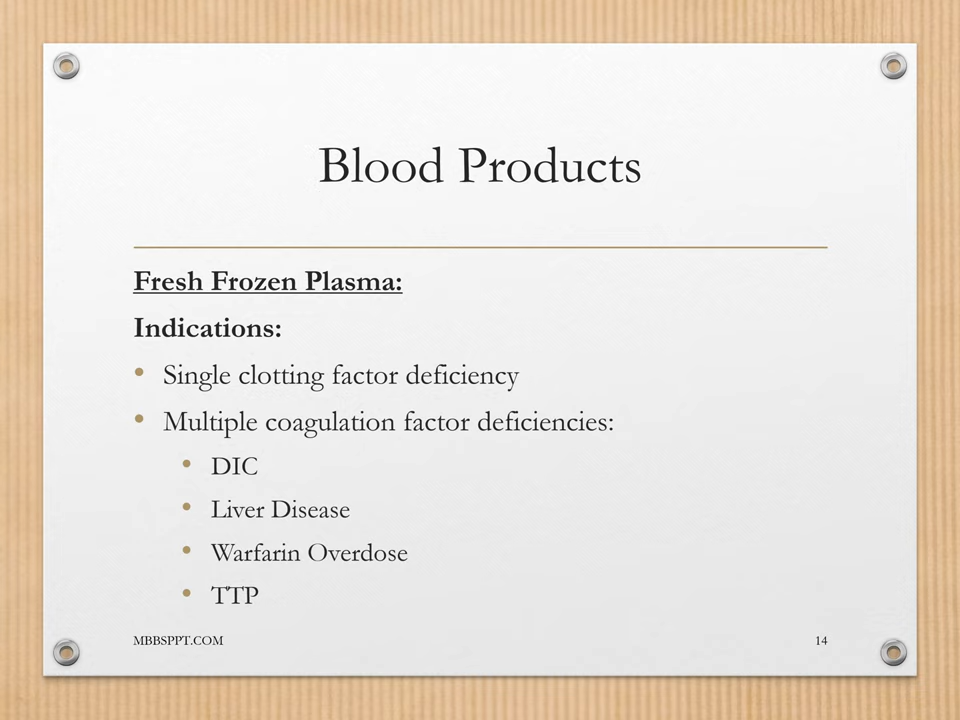 Blood Products
Fresh Frozen Plasma:
Indications:
• Single clotting factor deficiency
• Multiple coagulation factor deficiencies:
• DIC
• Liver Disease
• Warfarin Overdose
• TTP
MBBSPPT.COM 14